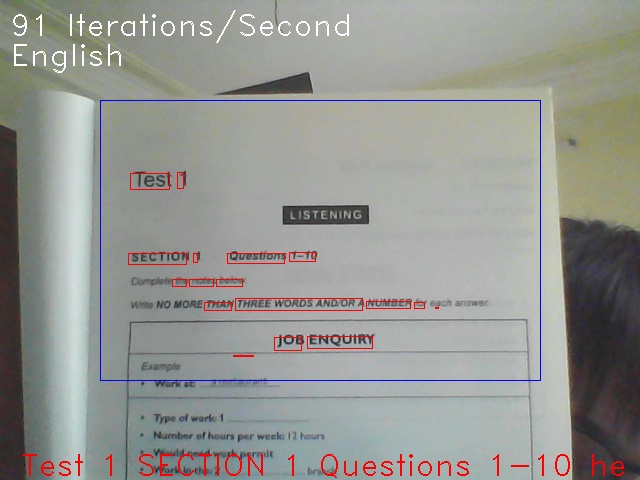 91 Iterations/Second
English
Test 1
LISTENING
SECTION 1 Questions 1–10
Complete the notes below.
Write NO MORE THAN THREE WORDS AND/OR A NUMBER for each answer.
JOB ENQUIRY
Example
• Work at: a restaurant
• Type of work: 1
• Number of hours per week: 12 hours
• Would need work permit
• Work in the: 2 branch
Test 1 SECTION 1 Questions 1-10 he